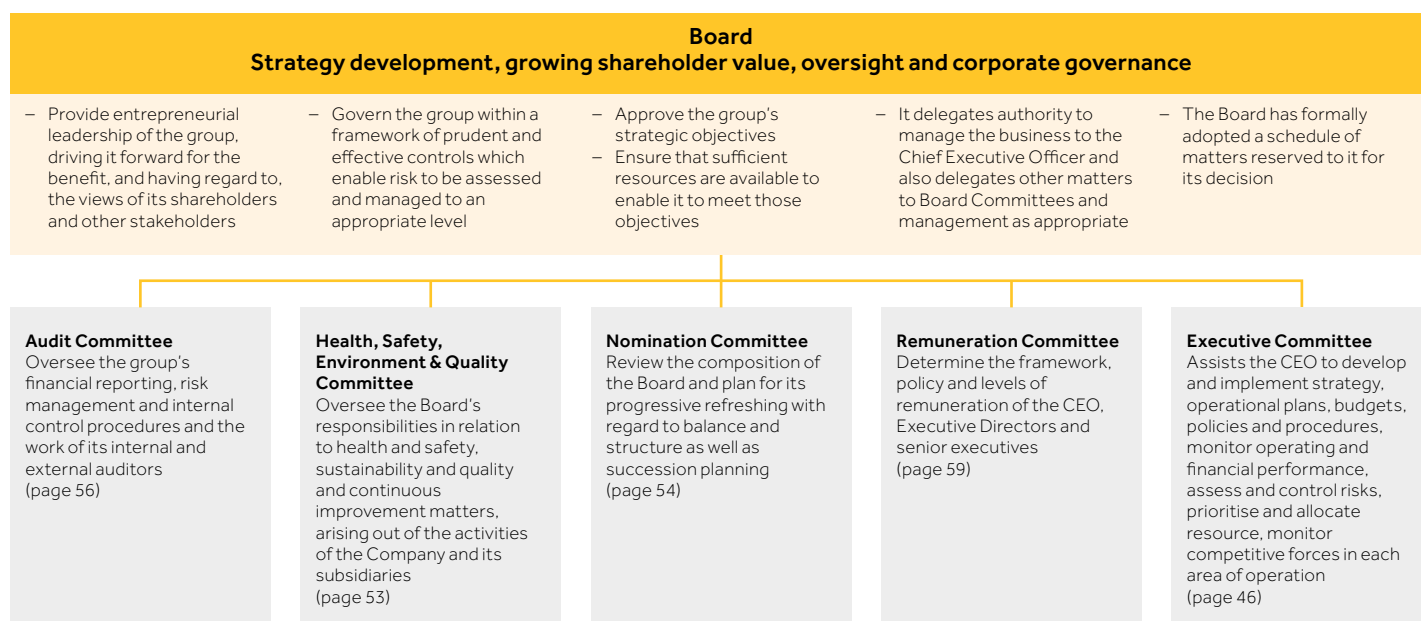 Board
Strategy development, growing shareholder value, oversight and corporate governance
– Provide entrepreneurial
leadership of the group,
driving it forward for the
benefit, and having regard to,
the views of its shareholders
and other stakeholders
– Govern the group within a
framework of prudent and
effective controls which
enable risk to be assessed
and managed to an
appropriate level
– Approve the group's
strategic objectives
– Ensure that sufficient
resources are available to
enable it to meet those
objectives
– It delegates authority to
manage the business to the
Chief Executive Officer and
also delegates other matters
to Board Committees and
management as appropriate
– The Board has formally
adopted a schedule of
matters reserved to it for
its decision
Audit Committee
Oversee the group's
financial reporting, risk
management and internal
control procedures and the
work of its internal and
external auditors
(page 56)
Health, Safety,
Environment & Quality
Committee
Oversee the Board's
responsibilities in relation
to health and safety,
sustainability and quality
and continuous
improvement matters,
arising out of the activities
of the Company and its
subsidiaries
(page 53)
Nomination Committee
Review the composition of
the Board and plan for its
progressive refreshing with
regard to balance and
structure as well as
succession planning
(page 54)
Remuneration Committee
Determine the framework,
policy and levels of
remuneration of the CEO,
Executive Directors and
senior executives
(page 59)
Executive Committee
Assists the CEO to develop
and implement strategy,
operational plans, budgets,
policies and procedures,
monitor operating and
financial performance,
assess and control risks,
prioritise and allocate
resource, monitor
competitive forces in each
area of operation
(page 46)